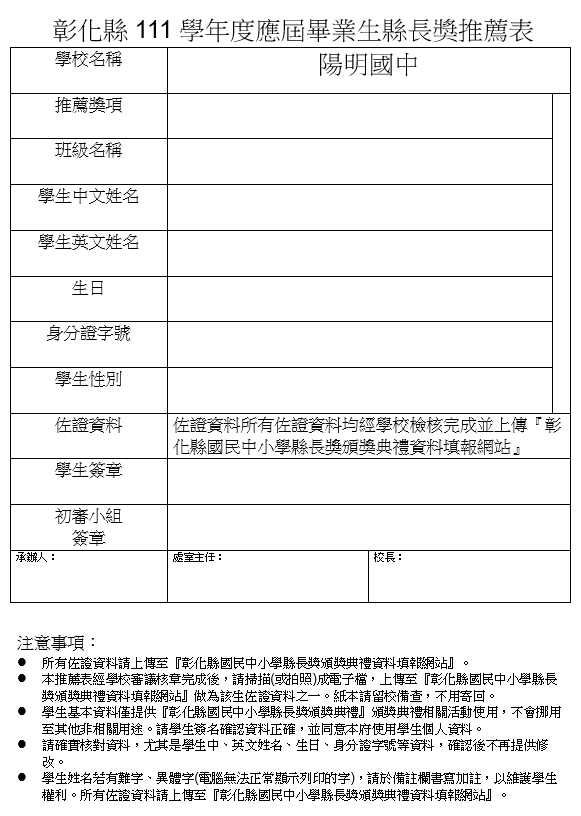 彰化縣 111 學年度應屆畢業生縣長獎推薦表
學校名稱
陽明國中
推薦獎項
班級名稱
學生中文姓名
學生英文姓名
生日
身分證字號
學生性別
佐證資料
佐證資料所有佐證資料均經學校檢核完成並上傳『彰
化縣國民中小學縣長獎頒獎典禮資料填報網站』
學生簽章
初審小組
簽章
承辦人：
處室主任：
校長：
注意事項：
● 所有佐證資料請上傳至『彰化縣國民中小學縣長獎頒獎典禮資料填報網站』。
● 本推薦表經學校審議核章完成後，請掃描(或拍照)成電子檔，上傳至『彰化縣國民中小學縣長
獎頒獎典禮資料填報網站』做為該生佐證資料之一。紙本請留校備查，不用寄回。
● 學生基本資料僅提供『彰化縣國民中小學縣長獎頒獎典禮』頒獎典禮相關活動使用，不會挪用
至其他非相關用途。請學生簽名確認資料正確，並同意本府使用學生個人資料。
● 請確實核對資料，尤其是學生中、英文姓名、生日、身分證字號等資料，確認後不再提供修
改。
● 學生姓名若有難字、異體字(電腦無法正常顯示列印的字)，請於備註欄書寫加註，以維護學生
權利。所有佐證資料請上傳至『彰化縣國民中小學縣長獎頒獎典禮資料填報網站』。